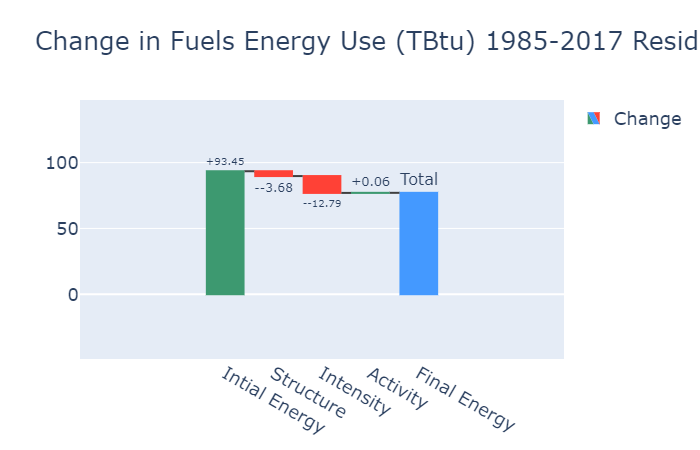 Change in Fuels Energy Use (TBtu) 1985-2017 Resid
Change
100
50
0
+93.45
--3.68
--12.79
+0.06
Total
Intial Energy
Structure
Intensity
Activity
Final Energy